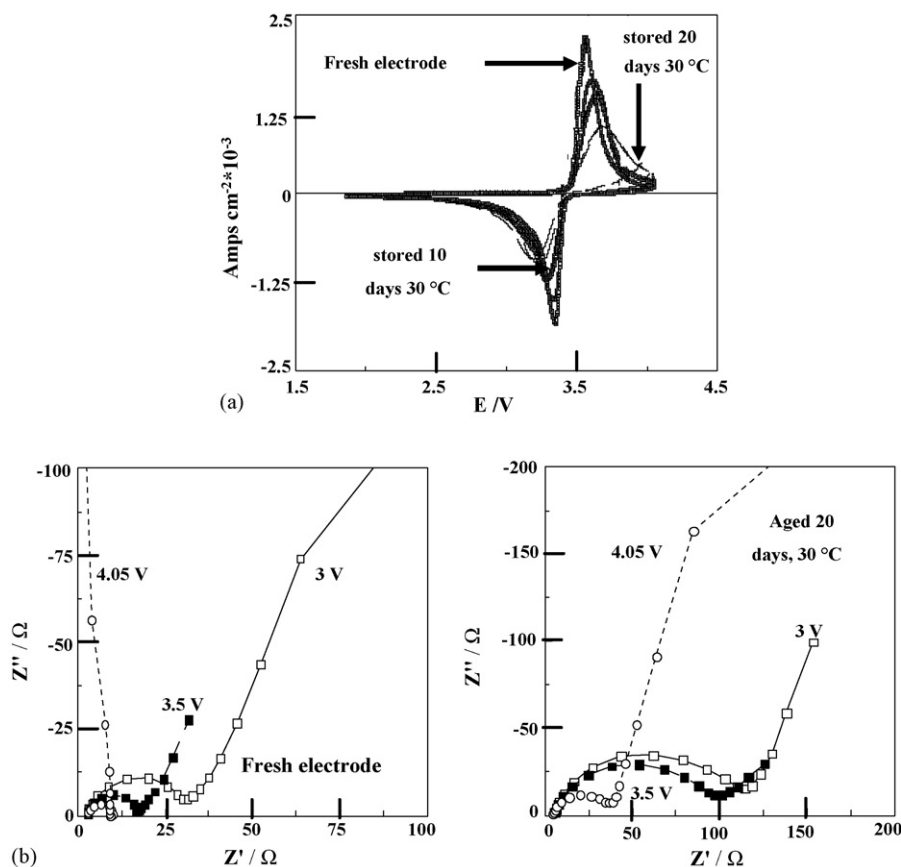 2.5
1.25
0
-1.25
-2.5
Amps cm⁻²*10⁻³
Fresh electrode
stored 20
days 30 °C
stored 10
days 30 °C
1.5 2.5 3.5 4.5
E /V
(a)
-100
-75
-50
-25
0
Z'' / Ω
4.05 V
3 V
3.5 V
Fresh electrode
0 25 50 75 100
Z' / Ω
(b)
-200
-150
-100
-50
0
Z'' / Ω
Aged 20
days, 30 °C
4.05 V
3 V
3.5 V
0 50 100 150 200
Z' / Ω